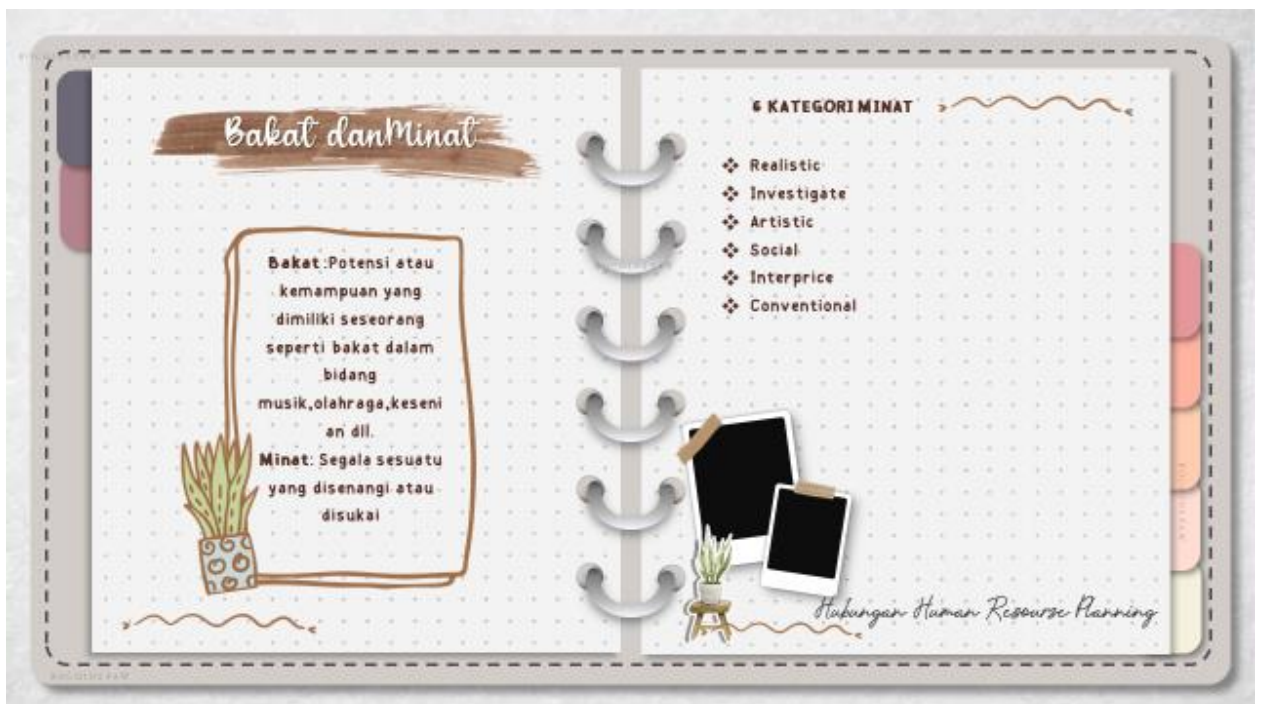 Bakat danMinat
Bakat:Potensi atau
kemampuan yang
dimiliki seseorang
seperti bakat dalam
bidang
musik,olahraga,keseni
an dll.
Minat: Segala sesuatu
yang disenangi atau
disukai
6 KATEGORI MINAT
❖ Realistic
❖ Investigate
❖ Artistic
❖ Social
❖ Interprice
❖ Conventional
Hubungan Human Resourse Planning